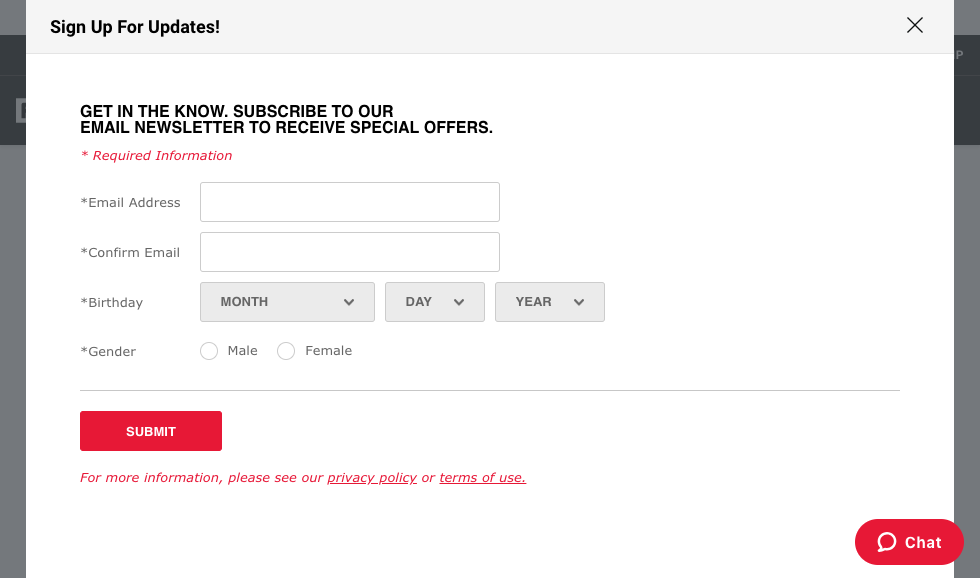 Sign Up For Updates!
GET IN THE KNOW. SUBSCRIBE TO OUR
EMAIL NEWSLETTER TO RECEIVE SPECIAL OFFERS.
* Required Information
*Email Address
*Confirm Email
*Birthday MONTH DAY YEAR
*Gender Male Female
SUBMIT
For more information, please see our privacy policy or terms of use.
Chat